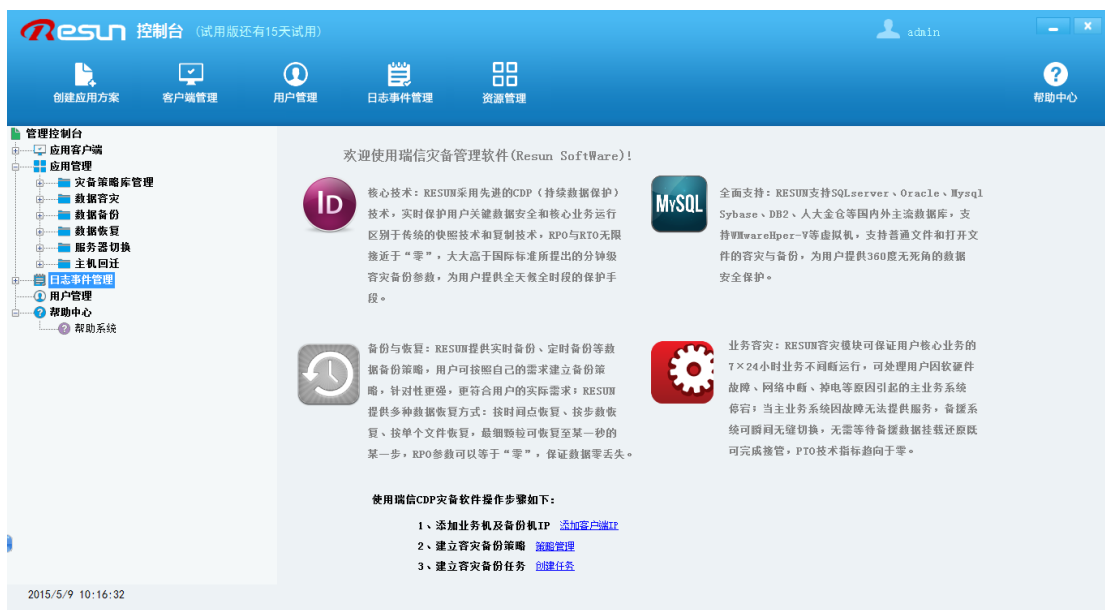 Resun 控制台 (试用版还有15天试用)
admin
创建应用方案 客户端管理 用户管理 日志事件管理 资源管理 帮助中心
管理控制台
应用客户端
应用管理
灾备策略库管理
数据容灾
数据备份
数据恢复
服务器切换
主机回迁
日志事件管理
用户管理
帮助中心
帮助系统
欢迎使用瑞信灾备管理软件(Resun SoftWare)!
ID
核心技术：RESUN采用先进的CDP（持续数据保护）
技术，实时保护用户关键数据安全和核心业务运行
区别于传统的快照技术和复制技术，RPO与RTO无限
接近于“零”，大大高于国际标准所提出的分钟级
容灾备份参数，为用户提供全天候全时段的保护手
段。
MySQL
全面支持：RESUN支持SQLserver、Oracle、Mysql
Sybase、DB2、人大金仓等国内外主流数据库，支
持VMwareHper-V等虚拟机，支持普通文件和打开文
件的容灾与备份，为用户提供360度无死角的数据
安全保护。
备份与恢复：RESUN提供实时备份、定时备份等数
据备份策略，用户可按照自己的需求建立备份策
略，针对性更强，更符合用户的实际需求；RESUN
提供多种数据恢复方式：按时间点恢复、按步数恢
复、按单个文件恢复，最细颗粒可恢复至某一秒的
某一步，RPO参数可以等于“零”，保证数据零丢失。
业务容灾：RESUN容灾模块可保证用户核心业务的
7×24小时业务不间断运行，可处理用户因软硬件
故障、网络中断、掉电等原因引起的主业务系统
停宕；当主业务系统因故障无法提供服务，备援系
统可瞬间无缝切换，无需等待备援数据挂载还原既
可完成接管，PTO技术指标趋向于零。
使用瑞信CDP灾备软件操作步骤如下：
1、添加业务机及备份机IP 添加客户端IP
2、建立容灾备份策略 策略管理
3、建立容灾备份任务 创建任务
2015/5/9 10:16:32